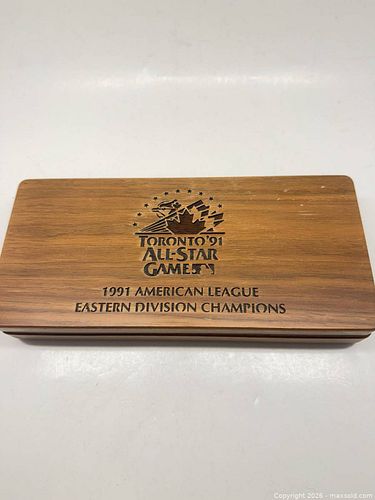 TORONTO '91
ALL-STAR
GAME
1991 AMERICAN LEAGUE
EASTERN DIVISION CHAMPIONS
Copyright 2026 - maxsold.com